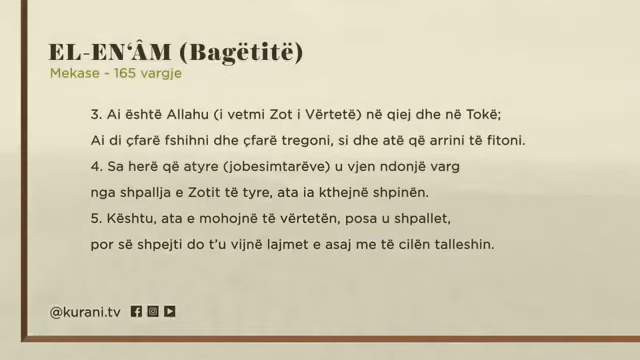 EL-EN‘ÂM (Bagëtitë)
Mekase - 165 vargje
3. Ai është Allahu (i vetmi Zot i Vërtetë) në qiej dhe në Tokë;
Ai di çfarë fshihni dhe çfarë tregoni, si dhe atë që arrini të fitoni.
4. Sa herë që atyre (jobesimtarëve) u vjen ndonjë varg
nga shpallja e Zotit të tyre, ata ia kthejnë shpinën.
5. Kështu, ata e mohojnë të vërtetën, posa u shpallet,
por së shpejti do t’u vijnë lajmet e asaj me të cilën talleshin.
@kurani.tv